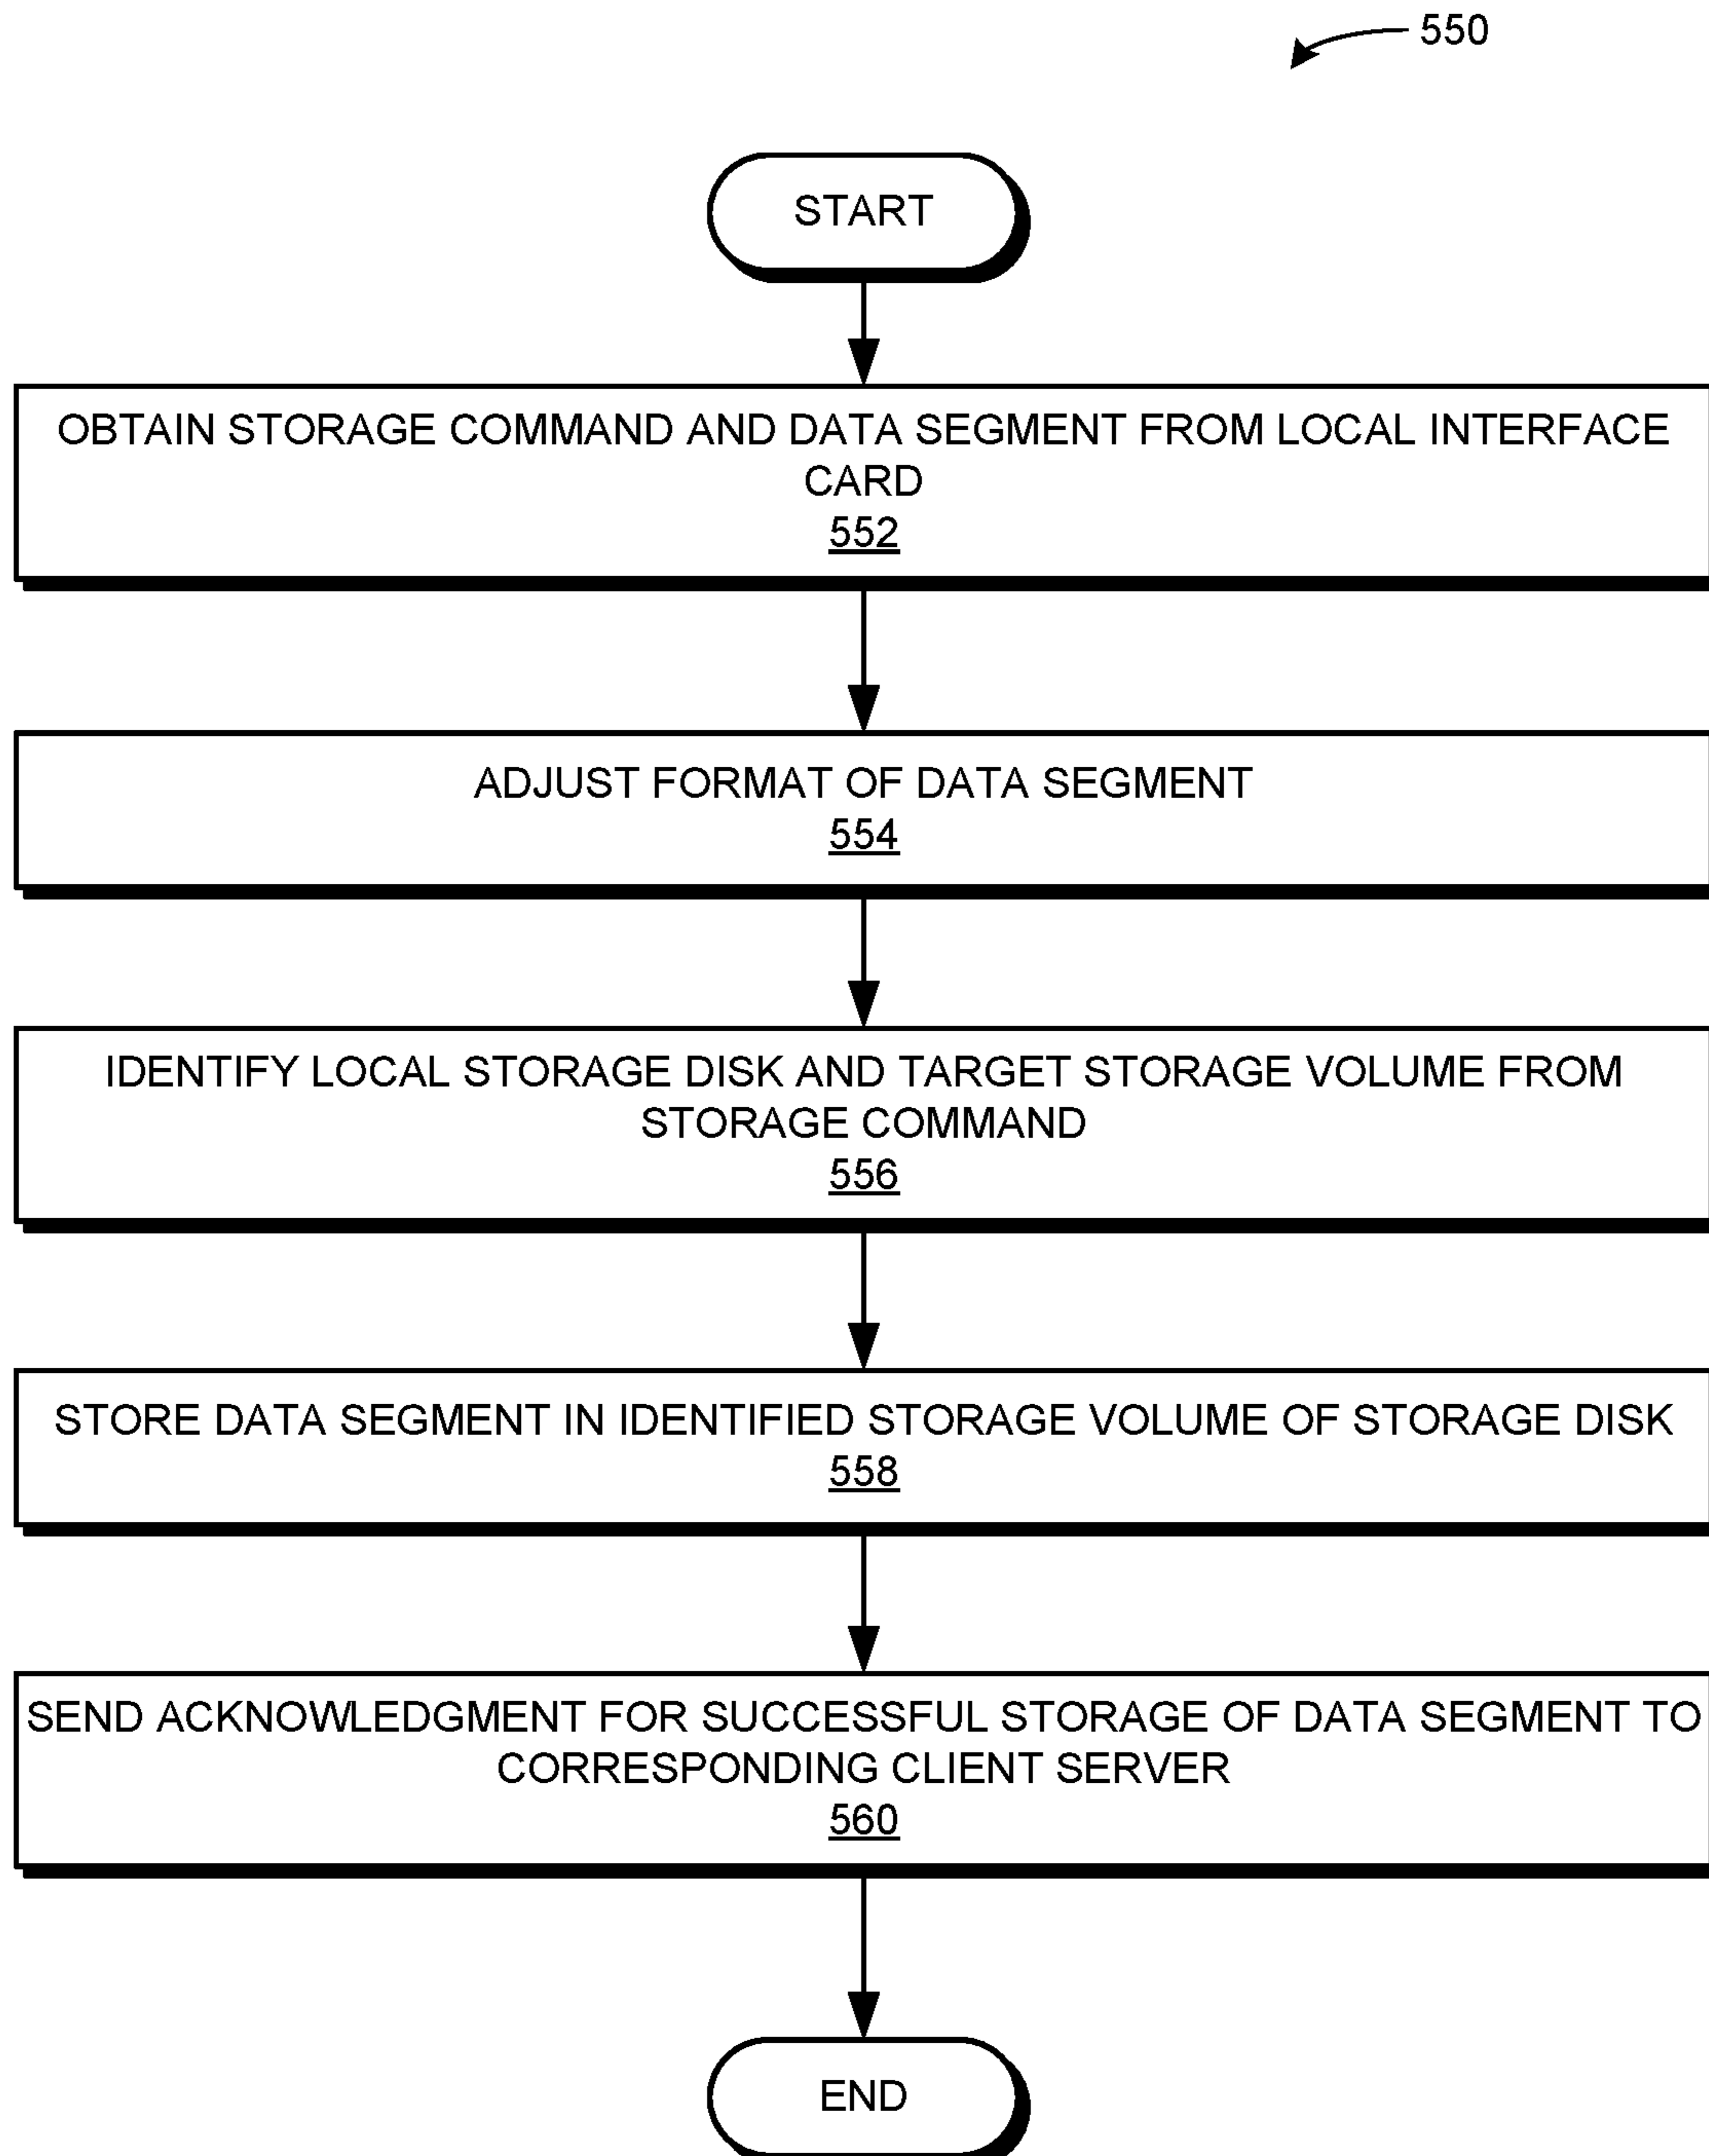 550
START
OBTAIN STORAGE COMMAND AND DATA SEGMENT FROM LOCAL INTERFACE
CARD
552
ADJUST FORMAT OF DATA SEGMENT
554
IDENTIFY LOCAL STORAGE DISK AND TARGET STORAGE VOLUME FROM
STORAGE COMMAND
556
STORE DATA SEGMENT IN IDENTIFIED STORAGE VOLUME OF STORAGE DISK
558
SEND ACKNOWLEDGMENT FOR SUCCESSFUL STORAGE OF DATA SEGMENT TO
CORRESPONDING CLIENT SERVER
560
END